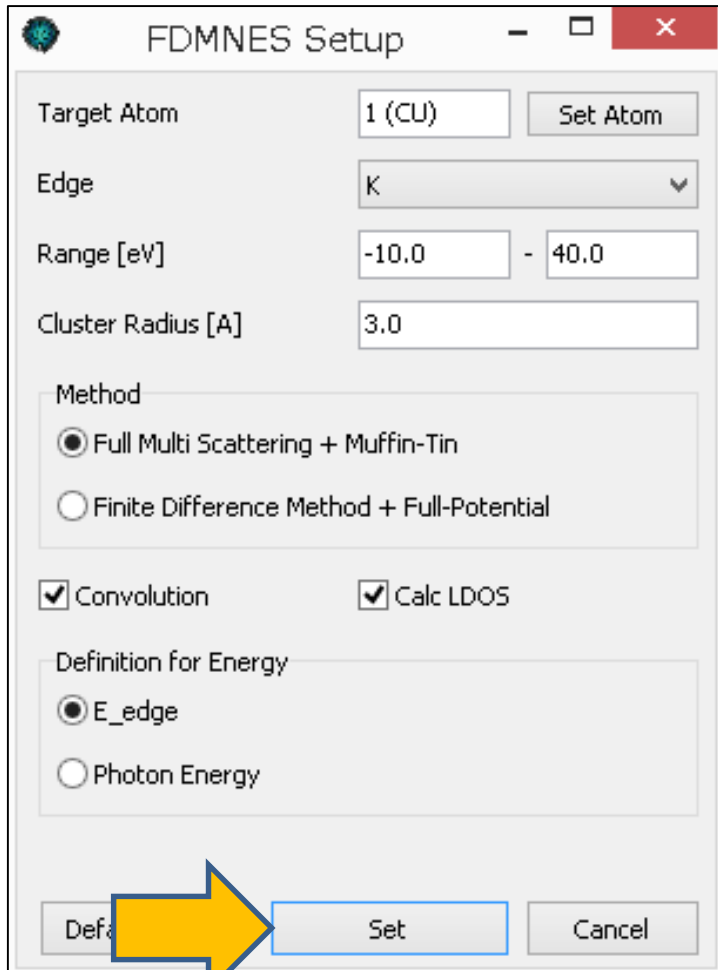 FDMNES Setup
Target Atom 1 (CU) Set Atom
Edge K
Range [eV] -10.0 - 40.0
Cluster Radius [A] 3.0
Method
Full Multi Scattering + Muffin-Tin
Finite Difference Method + Full-Potential
Convolution Calc LDOS
Definition for Energy
E_edge
Photon Energy
Set Cancel